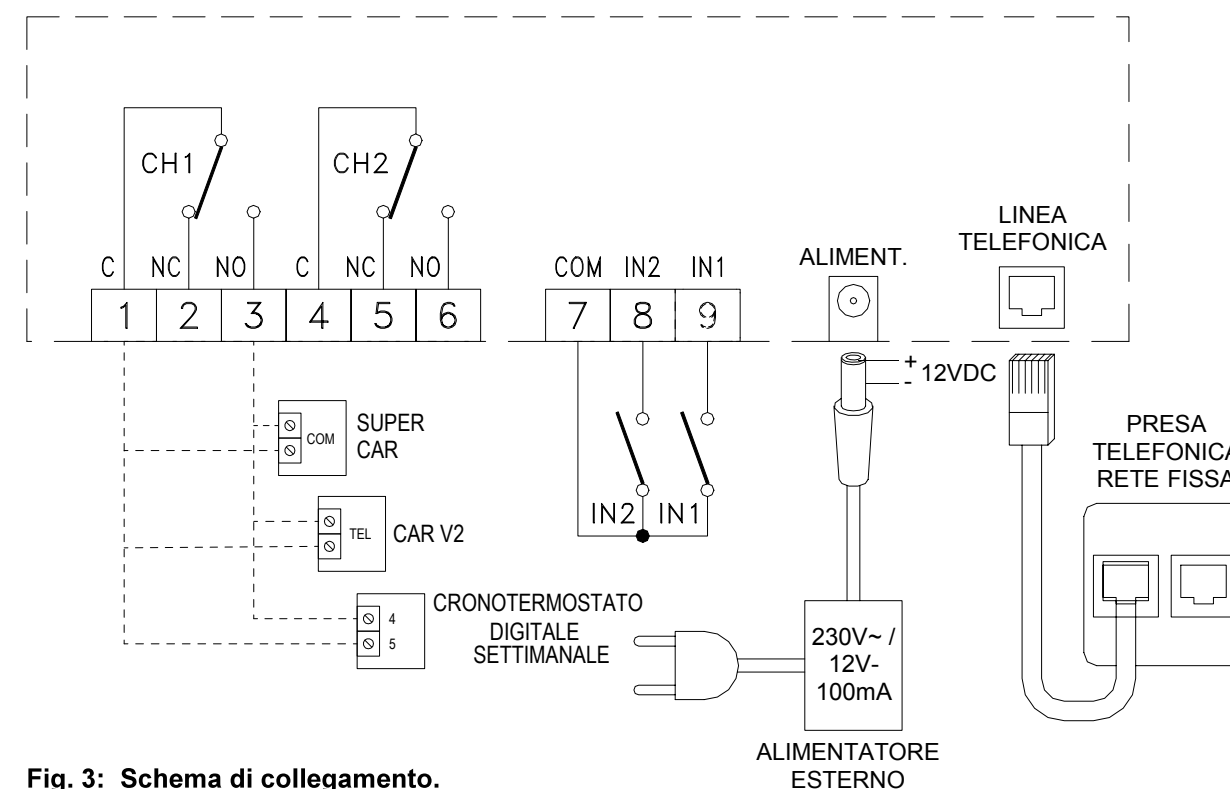 CH1
CH2
C NC NO C NC NO
COM IN2 IN1
ALIMENT.
LINEA
TELEFONICA
1 2 3 4 5 6
7 8 9
+
-
12VDC
COM
SUPER
CAR
TEL
CAR V2
4
5
CRONOTERMOSTATO
DIGITALE
SETTIMANALE
IN2 IN1
PRESA
TELEFONICA
RETE FISSA
230V~ /
12V-
100mA
ALIMENTATORE
ESTERNO
Fig. 3: Schema di collegamento.